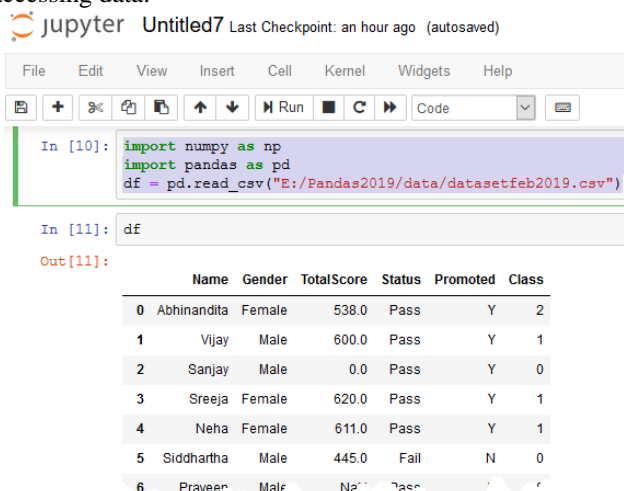 accessing data.
jupyter Untitled7 Last Checkpoint: an hour ago (autosaved)
File Edit View Insert Cell Kernel Widgets Help
Run Code
In [10]: import numpy as np
import pandas as pd
df = pd.read_csv("E:/Pandas2019/data/datasetfeb2019.csv")
In [11]: df
Out[11]:
Name Gender TotalScore Status Promoted Class
0 Abhinandita Female 538.0 Pass Y 2
1 Vijay Male 600.0 Pass Y 1
2 Sanjay Male 0.0 Pass Y 0
3 Sreeja Female 620.0 Pass Y 1
4 Neha Female 611.0 Pass Y 1
5 Siddhartha Male 445.0 Fail N 0
6 Praveen Male